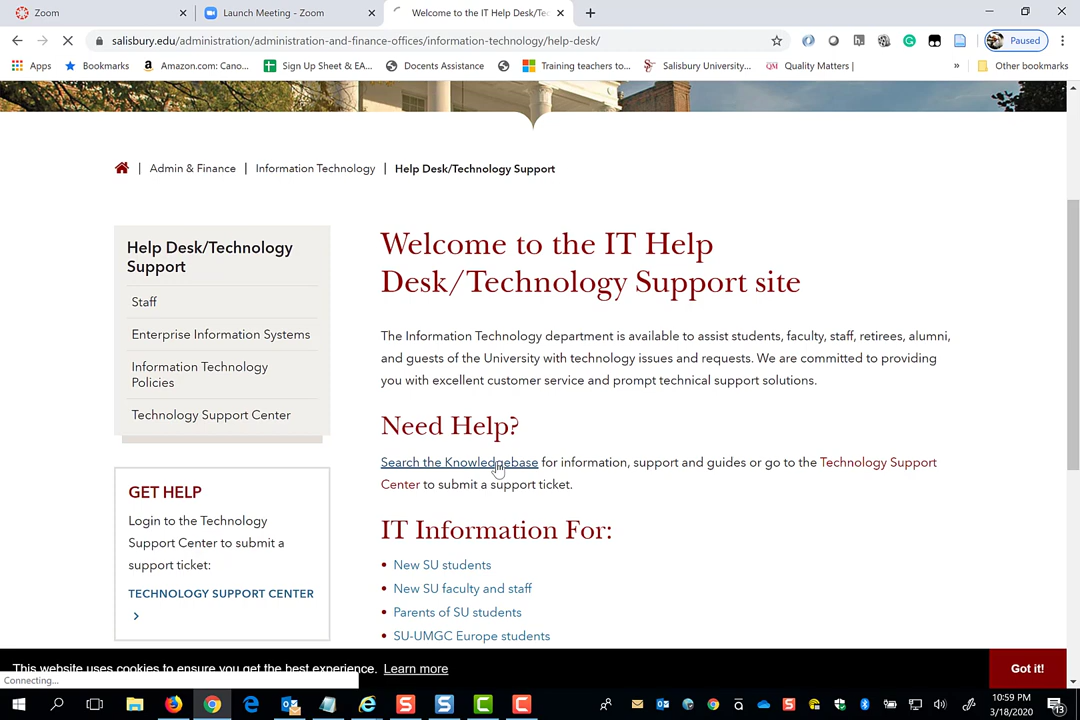 Zoom
Launch Meeting - Zoom
Welcome to the IT Help Desk/Te
salisbury.edu/administration/administration-and-finance-offices/information-technology/help-desk/
Paused
Apps
Bookmarks
Amazon.com: Cano...
Sign Up Sheet & EA...
Docents Assistance
Training teachers to...
Salisbury University...
QM
Quality Matters |
»
Other bookmarks
Admin & Finance | Information Technology | Help Desk/Technology Support
Help Desk/Technology
Support
Staff
Enterprise Information Systems
Information Technology
Policies
Technology Support Center
GET HELP
Login to the Technology
Support Center to submit a
support ticket:
TECHNOLOGY SUPPORT CENTER
Welcome to the IT Help
Desk/Technology Support site
The Information Technology department is available to assist students, faculty, staff, retirees, alumni,
and guests of the University with technology issues and requests. We are committed to providing
you with excellent customer service and prompt technical support solutions.
Need Help?
Search the Knowledgebase for information, support and guides or go to the Technology Support
Center to submit a support ticket.
IT Information For:
• New SU students
• New SU faculty and staff
• Parents of SU students
• SU-UMGC Europe students
This website uses cookies to ensure you get the best experience. Learn more
Got it!
Connecting...
10:59 PM
3/18/2020